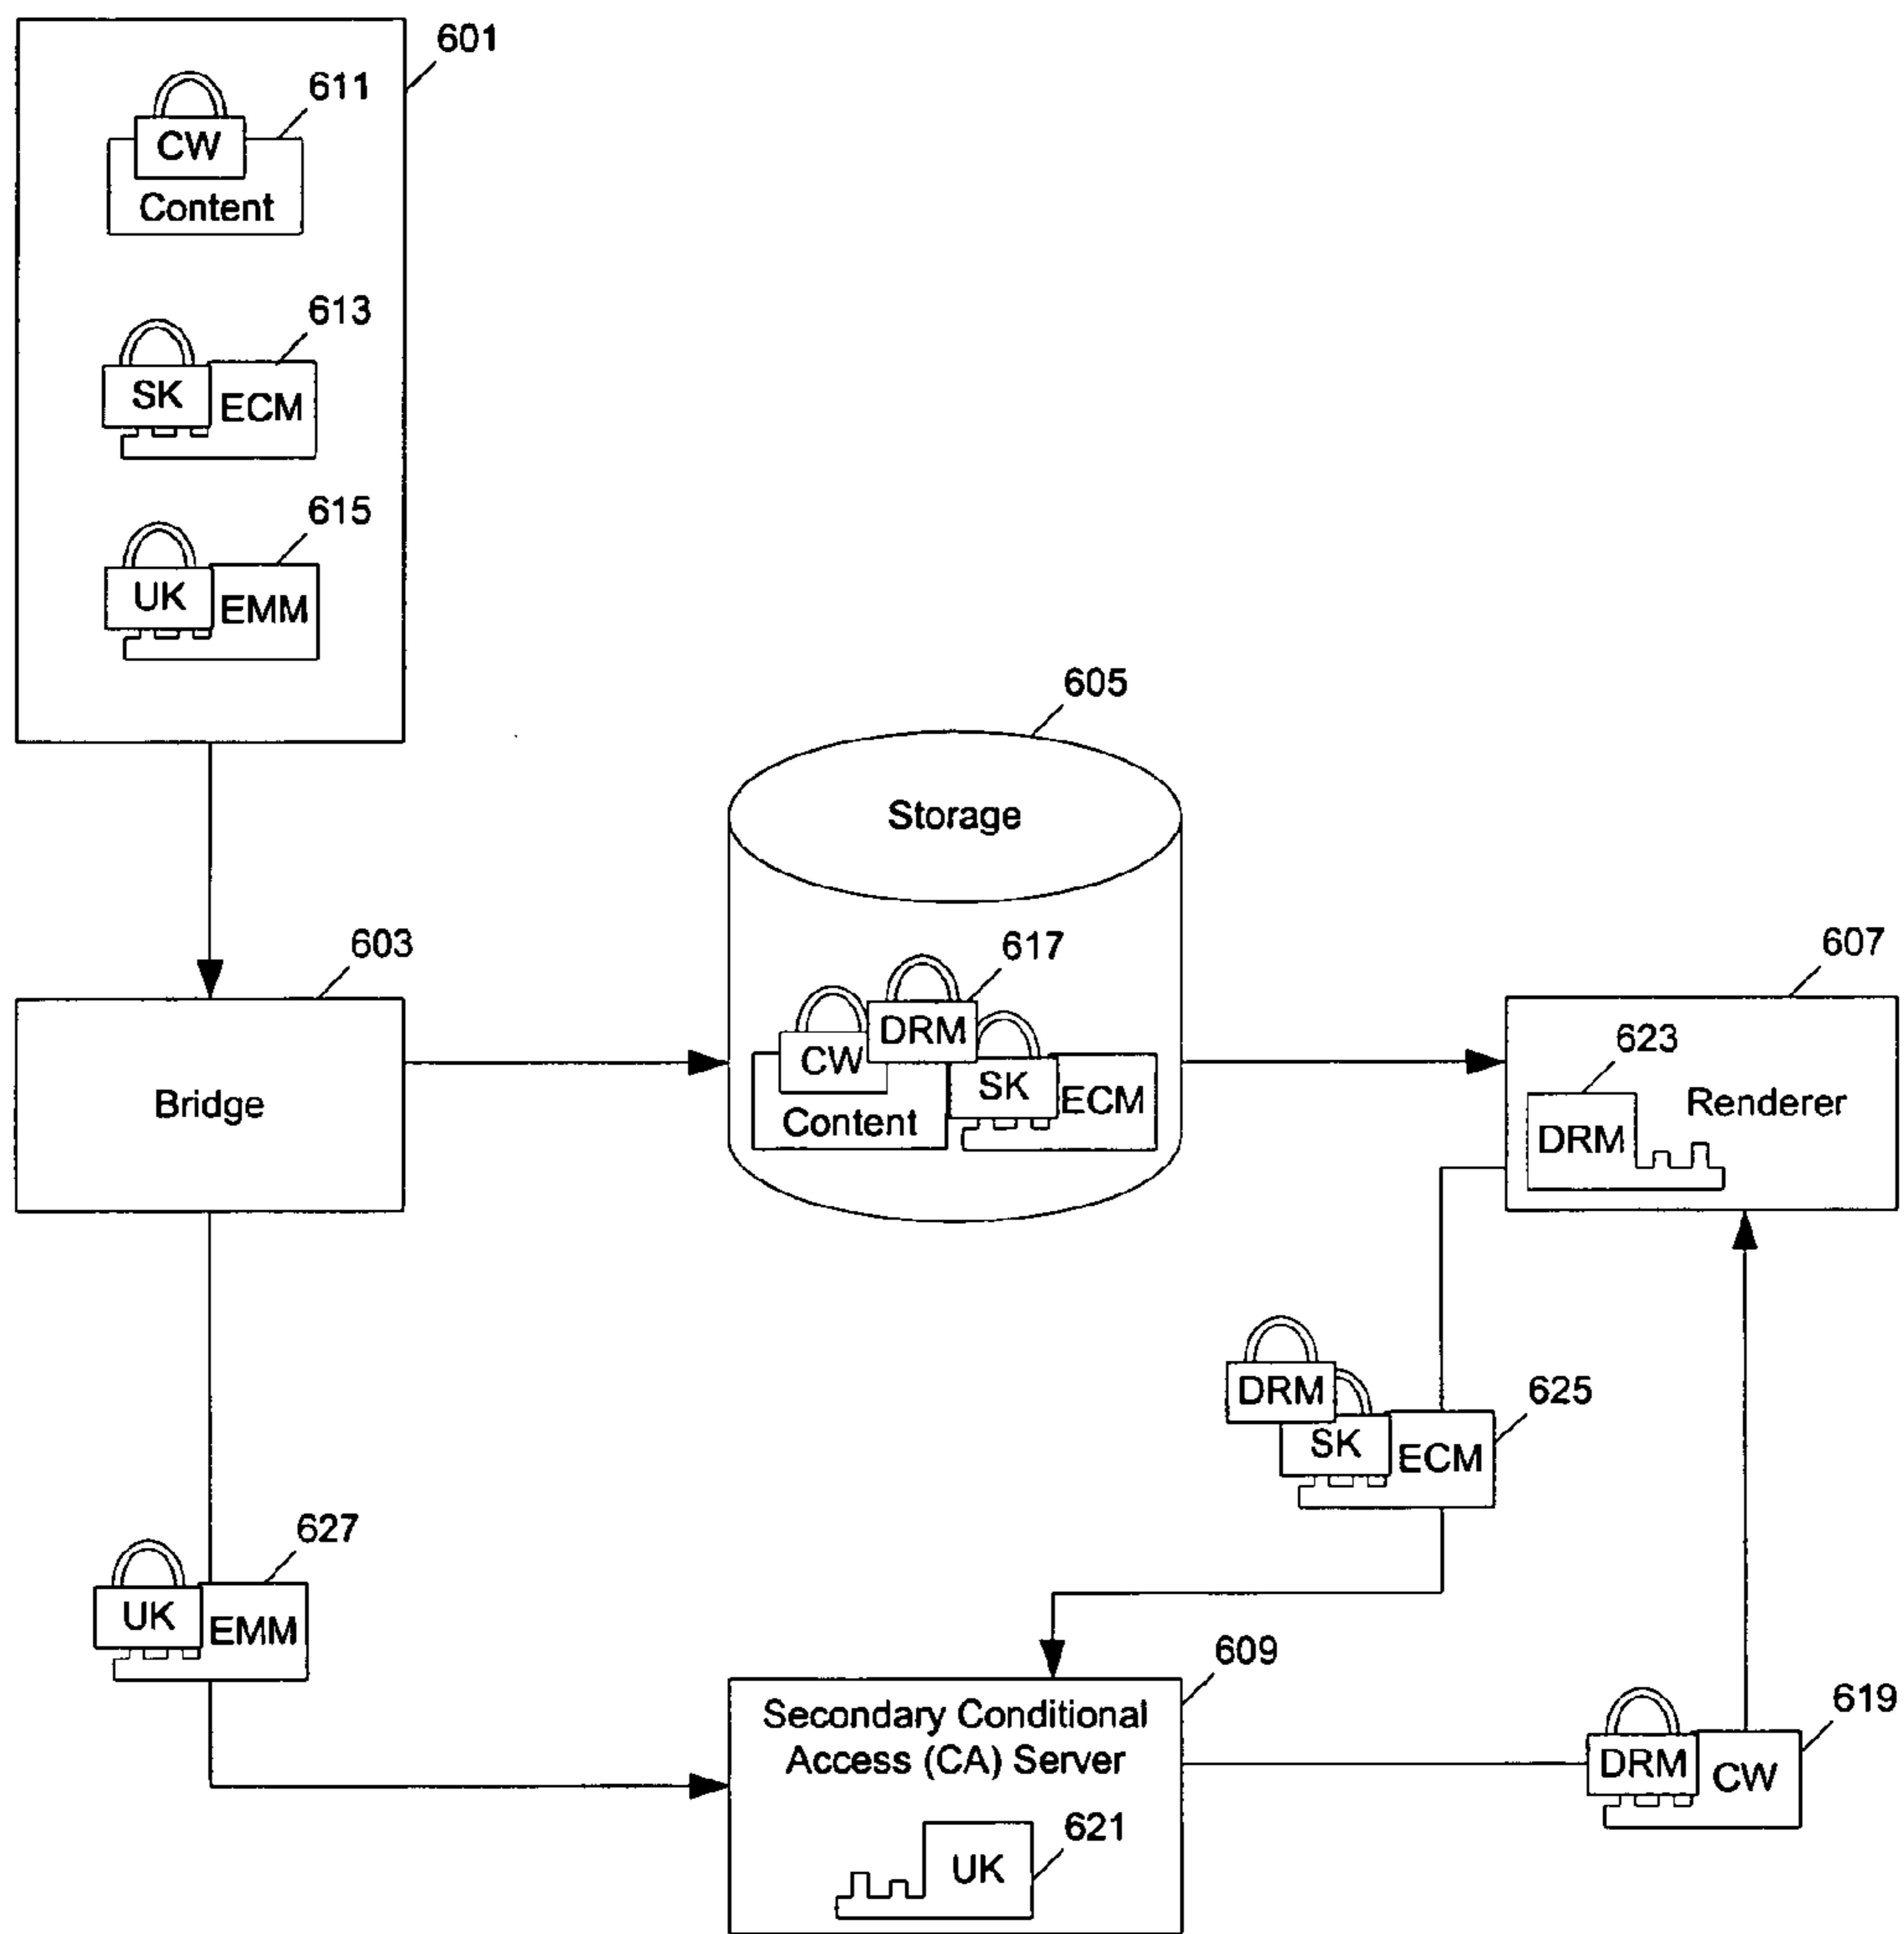 601
611
CW
Content
613
SK
ECM
615
UK
EMM
605
Storage
603
Bridge
617
DRM
CW
SK
ECM
Content
607
623
Renderer
DRM
625
DRM
SK
ECM
627
UK
EMM
609
Secondary Conditional
Access (CA) Server
621
UK
619
DRM
CW